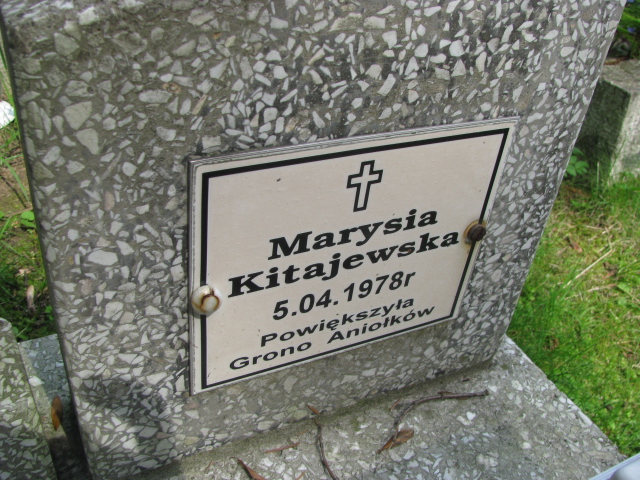 Marysia
Kitajewska
5.04.1978r
Powiększyła
Grono Aniołków